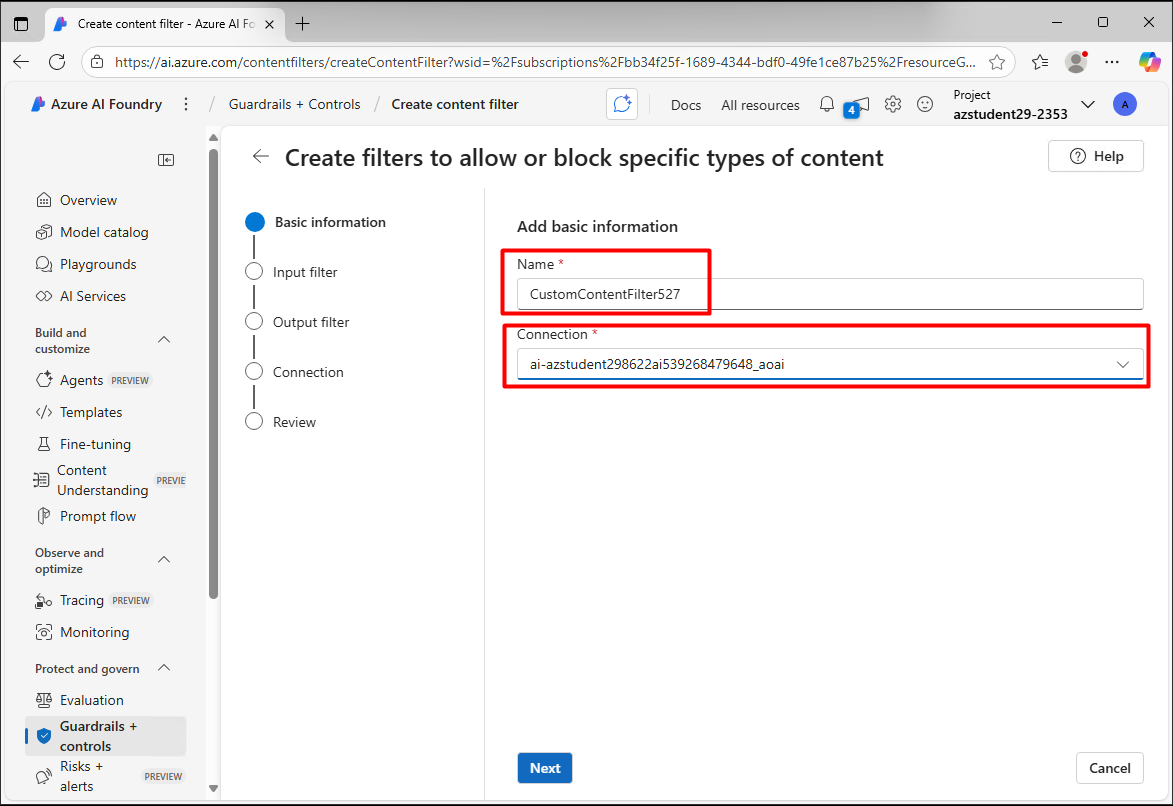 Create content filter - Azure AI Fo
https://ai.azure.com/contentfilters/createContentFilter?wsid=%2Fsubscriptions%2Fbb34f25f-1689-4344-bdf0-49fe1ce87b25%2FresourceG...
Azure AI Foundry / Guardrails + Controls / Create content filter
Docs All resources 4 Project
azstudent29-2353 A
Create filters to allow or block specific types of content Help
Overview
Model catalog
Playgrounds
AI Services
Build and
customize
Agents PREVIEW
Templates
Fine-tuning
Content
Understanding PREVIE
Prompt flow
Observe and
optimize
Tracing PREVIEW
Monitoring
Protect and govern
Evaluation
Guardrails +
controls
Risks +
alerts PREVIEW
Basic information
Input filter
Output filter
Connection
Review
Add basic information
Name *
CustomContentFilter527
Connection *
ai-azstudent298622ai539268479648_aoai
Next Cancel